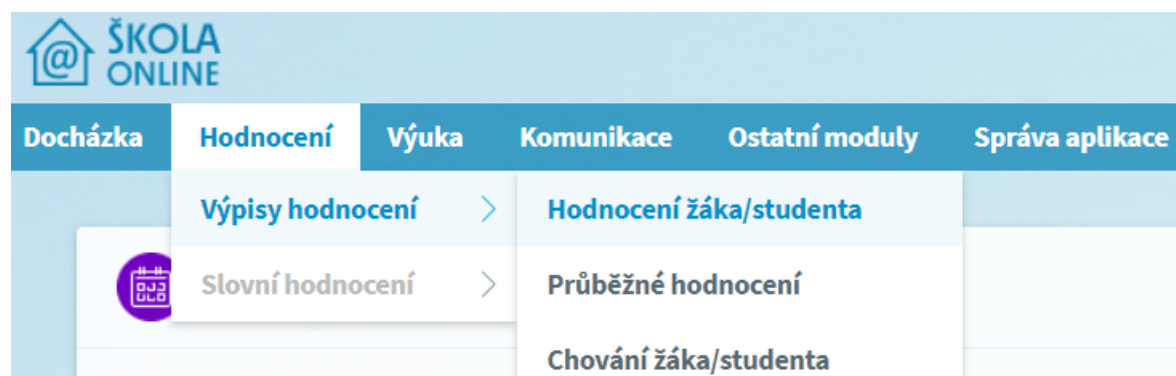 ŠKOLA
ONLINE
Docházka Hodnocení Výuka Komunikace Ostatní moduly Správa aplikace
Výpisy hodnocení Hodnocení žáka/studenta
Slovní hodnocení Průběžné hodnocení
Chování žáka/studenta